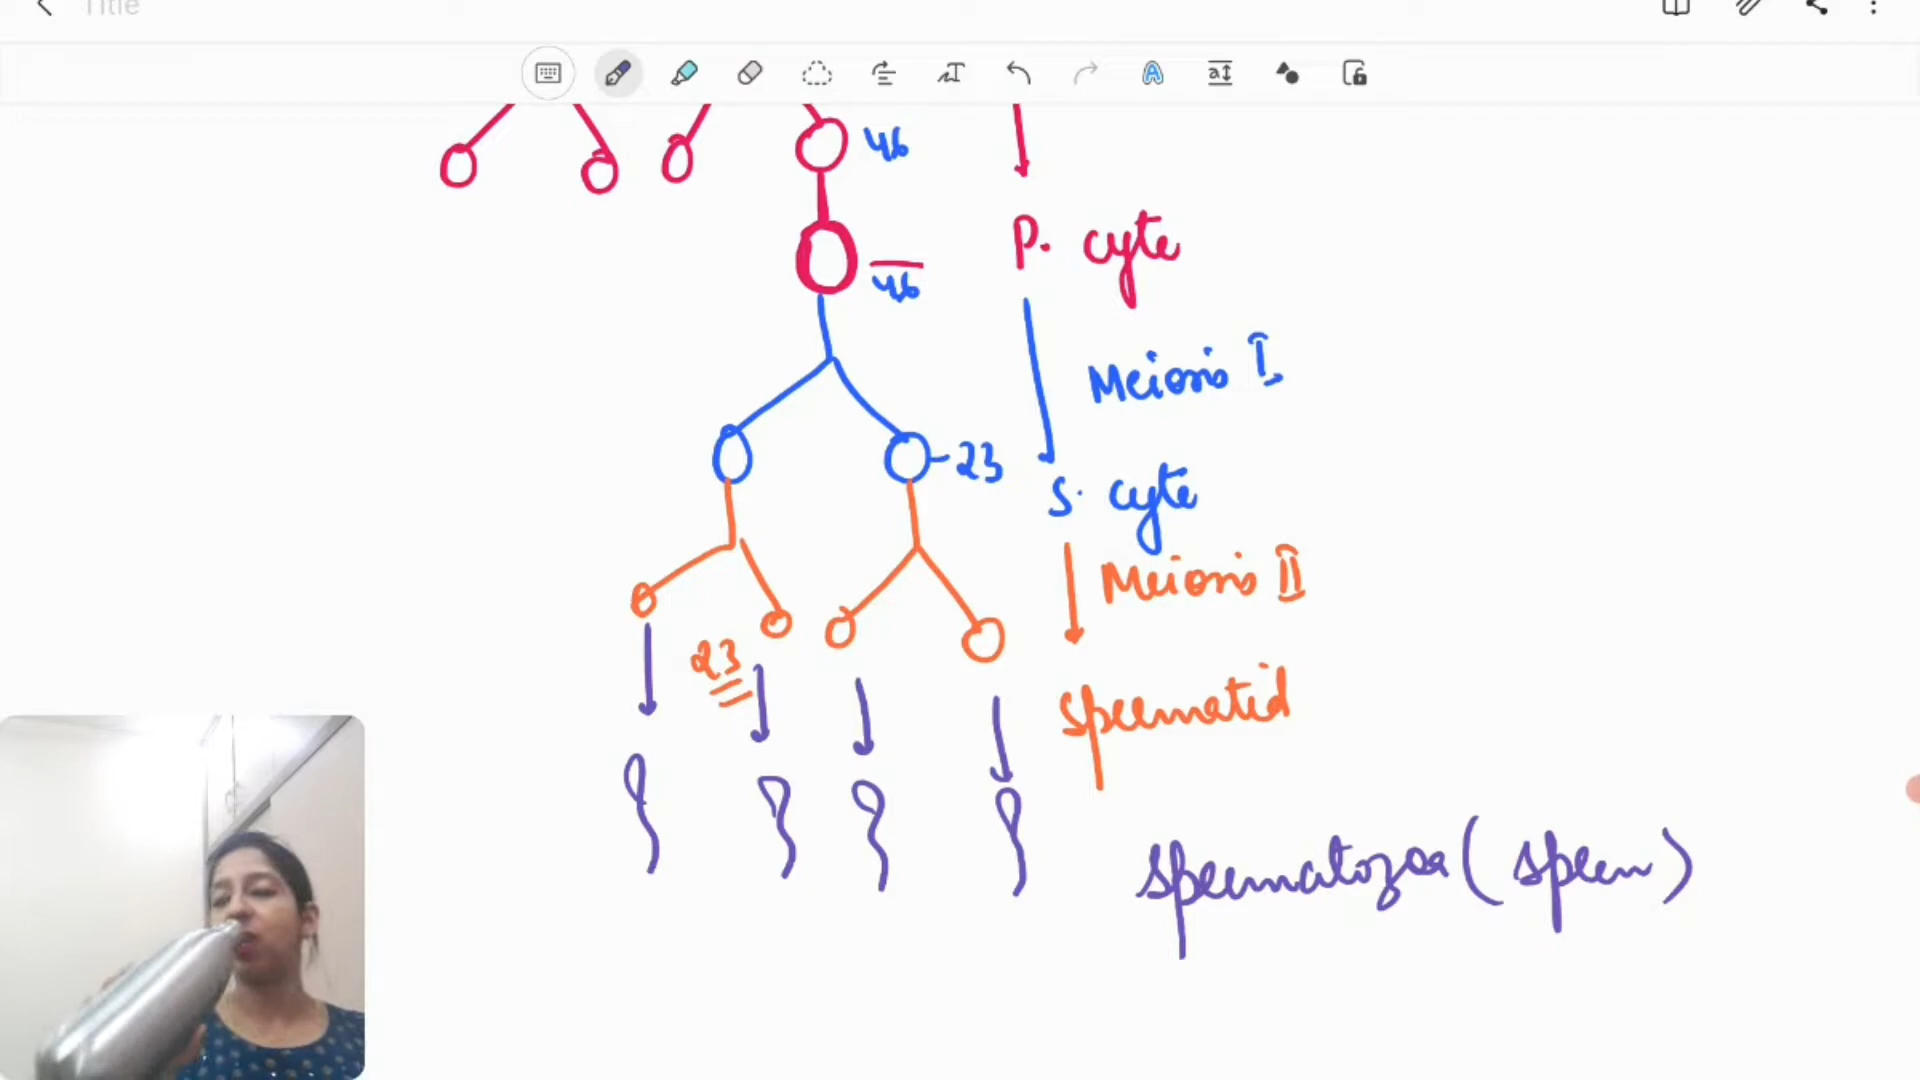 Title
46
P. cyte
46
Meiosis I
23
S. cyte
Meiosis II
23
Spermatid
Spermatozoa (sperm)